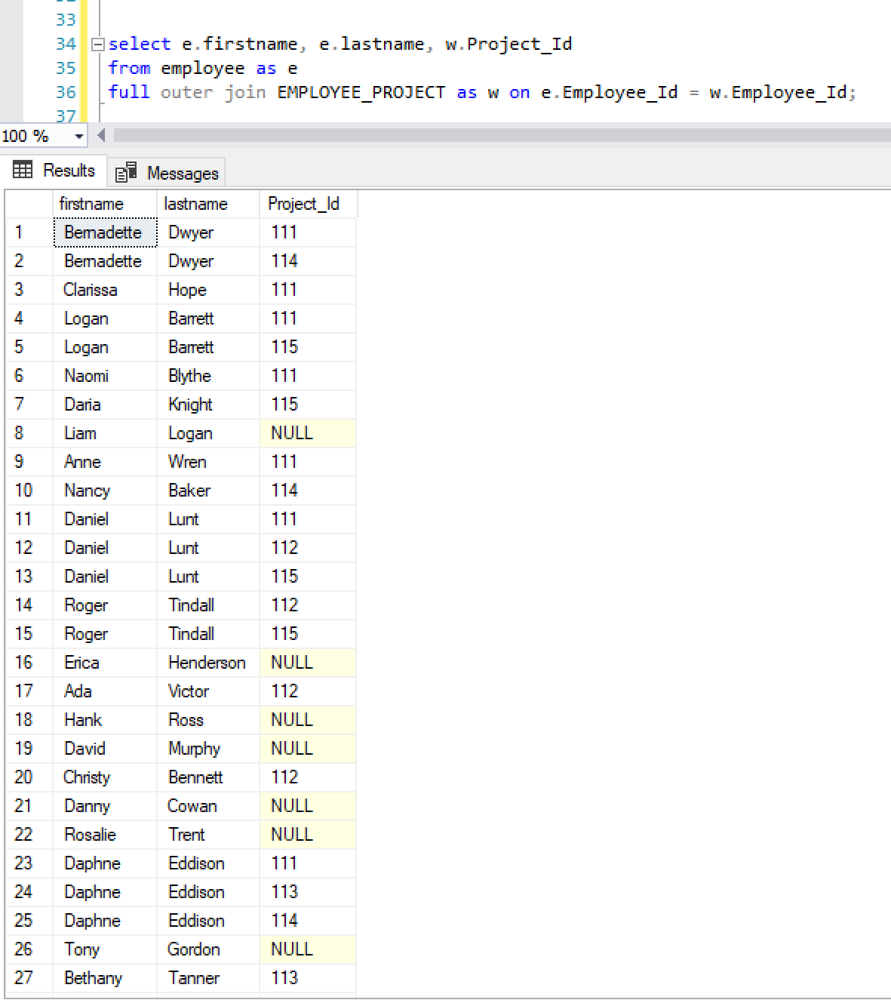 33
34 select e.firstname, e.lastname, w.Project_Id
35 from employee as e
36 full outer join EMPLOYEE_PROJECT as w on e.Employee_Id = w.Employee_Id;
37
100 %
Results Messages
firstname lastname Project_Id
1 Bernadette Dwyer 111
2 Bernadette Dwyer 114
3 Clarissa Hope 111
4 Logan Barrett 111
5 Logan Barrett 115
6 Naomi Blythe 111
7 Daria Knight 115
8 Liam Logan NULL
9 Anne Wren 111
10 Nancy Baker 114
11 Daniel Lunt 111
12 Daniel Lunt 112
13 Daniel Lunt 115
14 Roger Tindall 112
15 Roger Tindall 115
16 Erica Henderson NULL
17 Ada Victor 112
18 Hank Ross NULL
19 David Murphy NULL
20 Christy Bennett 112
21 Danny Cowan NULL
22 Rosalie Trent NULL
23 Daphne Eddison 111
24 Daphne Eddison 113
25 Daphne Eddison 114
26 Tony Gordon NULL
27 Bethany Tanner 113